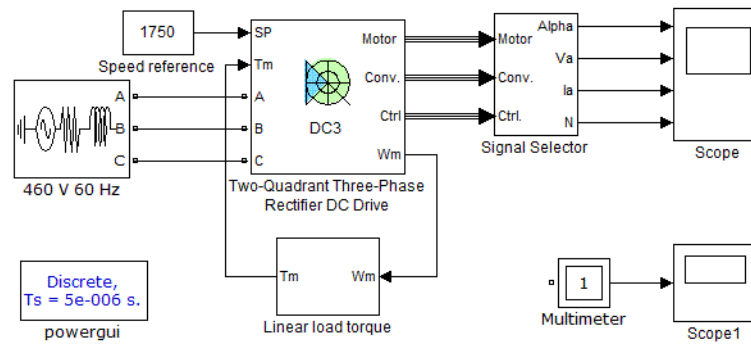 1750
Speed reference
SP
Tm
A
B
C
Motor
Conv.
Ctrl
Wm
DC3
Two-Quadrant Three-Phase
Rectifier DC Drive
A
B
C
460 V 60 Hz
Motor
Conv.
Ctrl.
Alpha
Va
Ia
N
Signal Selector
Scope
Tm
Wm
Linear load torque
Discrete,
Ts = 5e-006 s.
powergui
1
Multimeter
Scope1